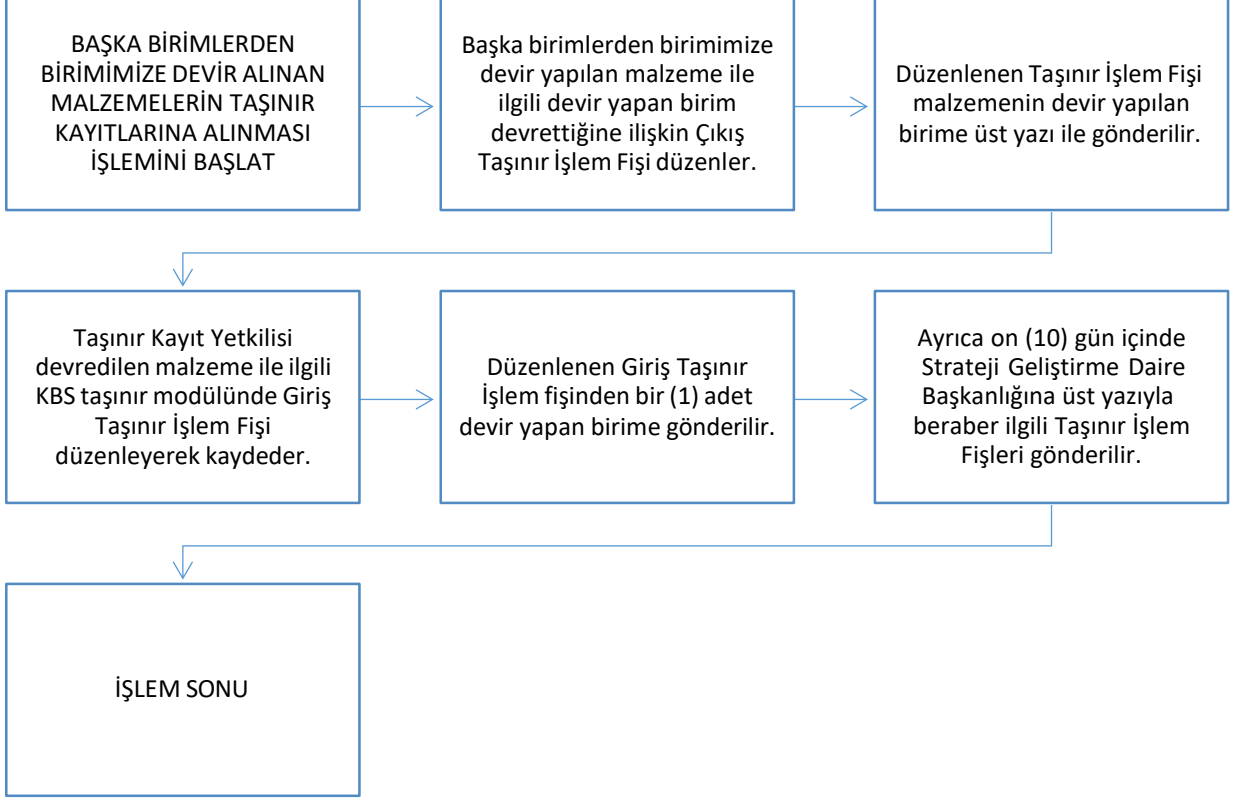 BAŞKA BİRİMLERDEN
BİRİMİMİZE DEVİR ALINAN
MALZEMELERİN TAŞINIR
KAYITLARINA ALINMASI
İŞLEMİNİ BAŞLAT
Başka birimlerden birimimize
devir yapılan malzeme ile
ilgili devir yapan birim
devrettiğine ilişkin Çıkış
Taşınır İşlem Fişi düzenler.
Düzenlenen Taşınır İşlem Fişi
malzemenin devir yapılan
birime üst yazı ile gönderilir.
Taşınır Kayıt Yetkilisi
devredilen malzeme ile ilgili
KBS taşınır modülünde Giriş
Taşınır İşlem Fişi
düzenleyerek kaydeder.
Düzenlenen Giriş Taşınır
İşlem fişinden bir (1) adet
devir yapan birime gönderilir.
Ayrıca on (10) gün içinde
Strateji Geliştirme Daire
Başkanlığına üst yazıyla
beraber ilgili Taşınır İşlem
Fişleri gönderilir.
İŞLEM SONU